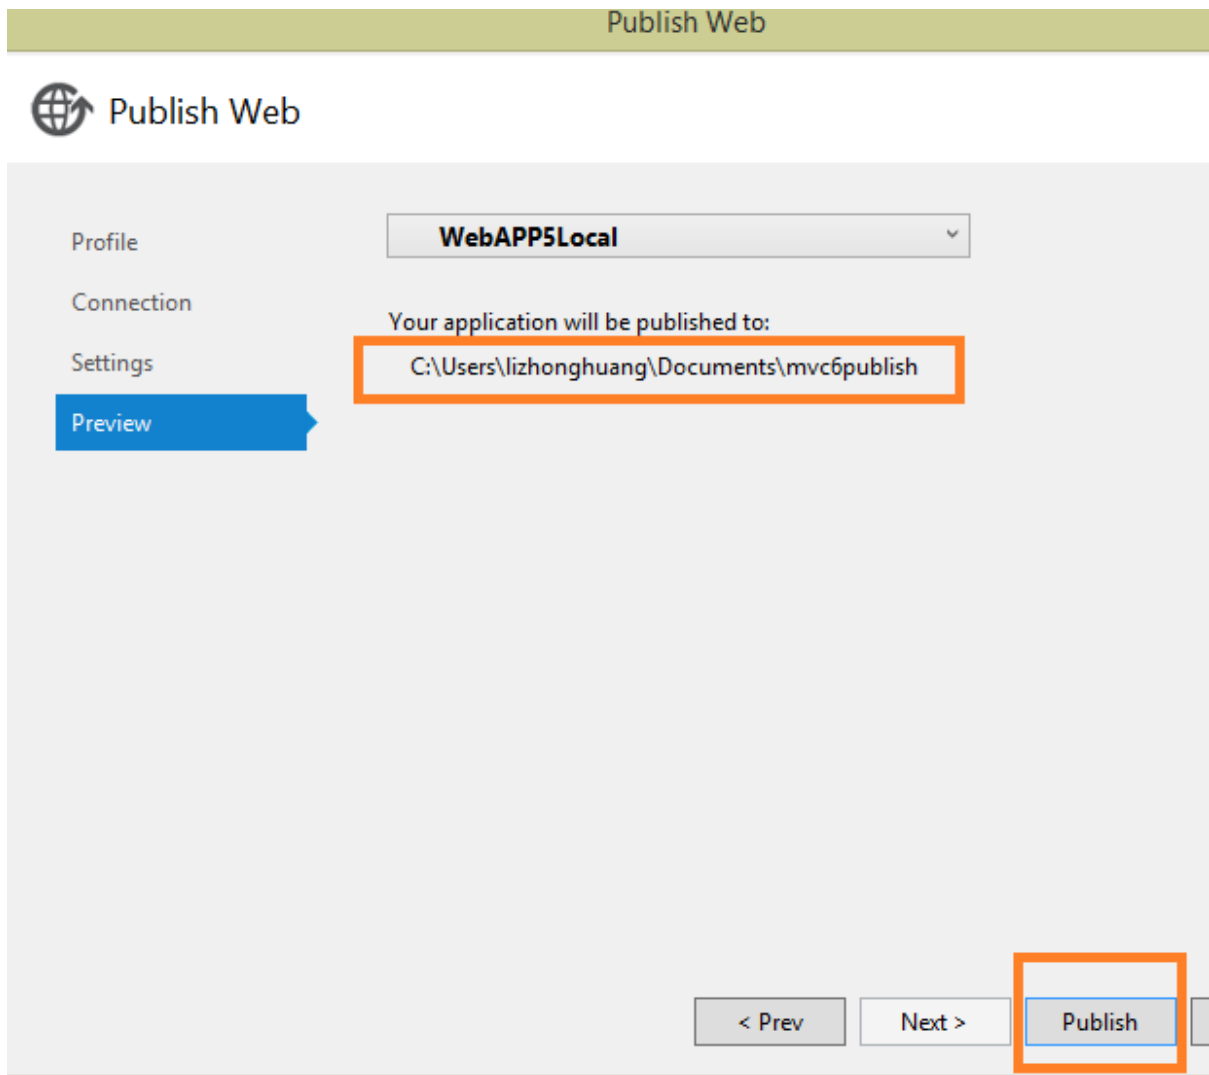 Publish Web
Publish Web
Profile
WebAPP5Local
Connection
Your application will be published to:
Settings
C:\Users\lizhonghuang\Documents\mvc6publish
Preview
< Prev
Next >
Publish